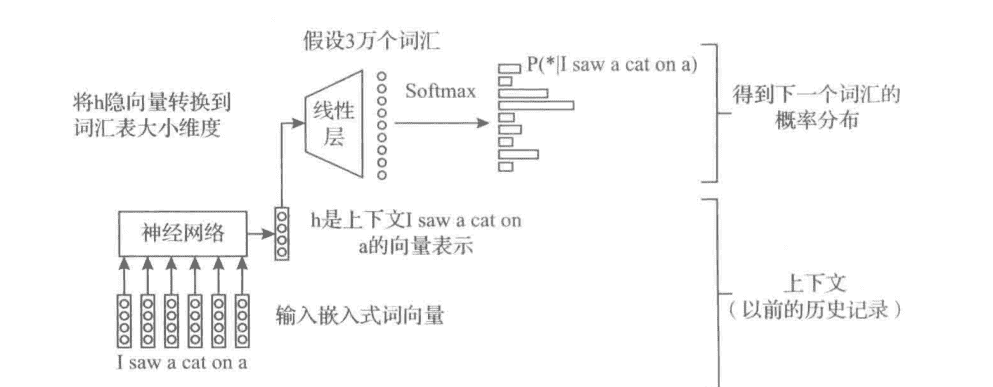 假设3万个词汇
P(*|I saw a cat on a)
将h隐向量转换到
词汇表大小维度
线性
层
Softmax
得到下一个词汇的
概率分布
神经网络
h是上下文I saw a cat on
a的向量表示
输入嵌入式词向量
I saw a cat on a
上下文
（以前的历史记录）